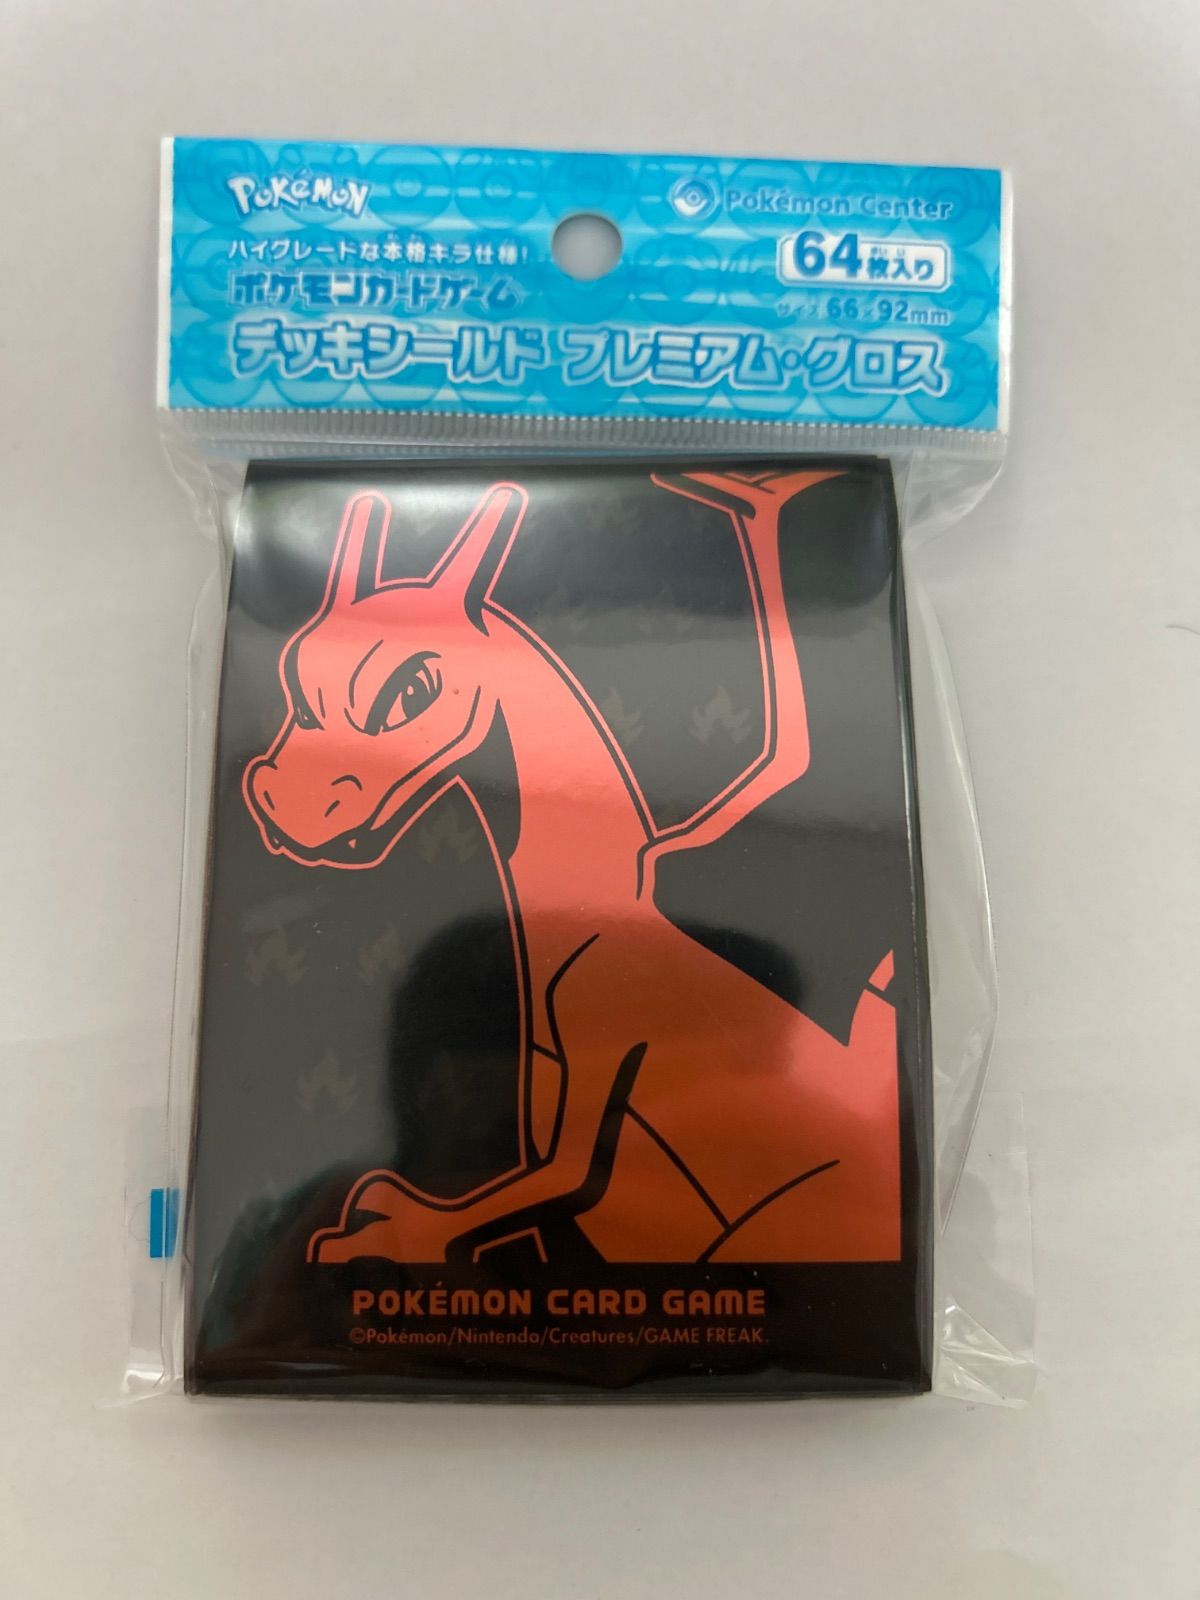 POKéMON
Pokémon Center
ハイグレードな本格キラ仕様!
64枚入り
ポケモンカードゲーム
サイズ 66×92mm
デッキシールド プレミアム・グロス
POKÉMON CARD GAME
©Pokémon/Nintendo/Creatures/GAME FREAK.